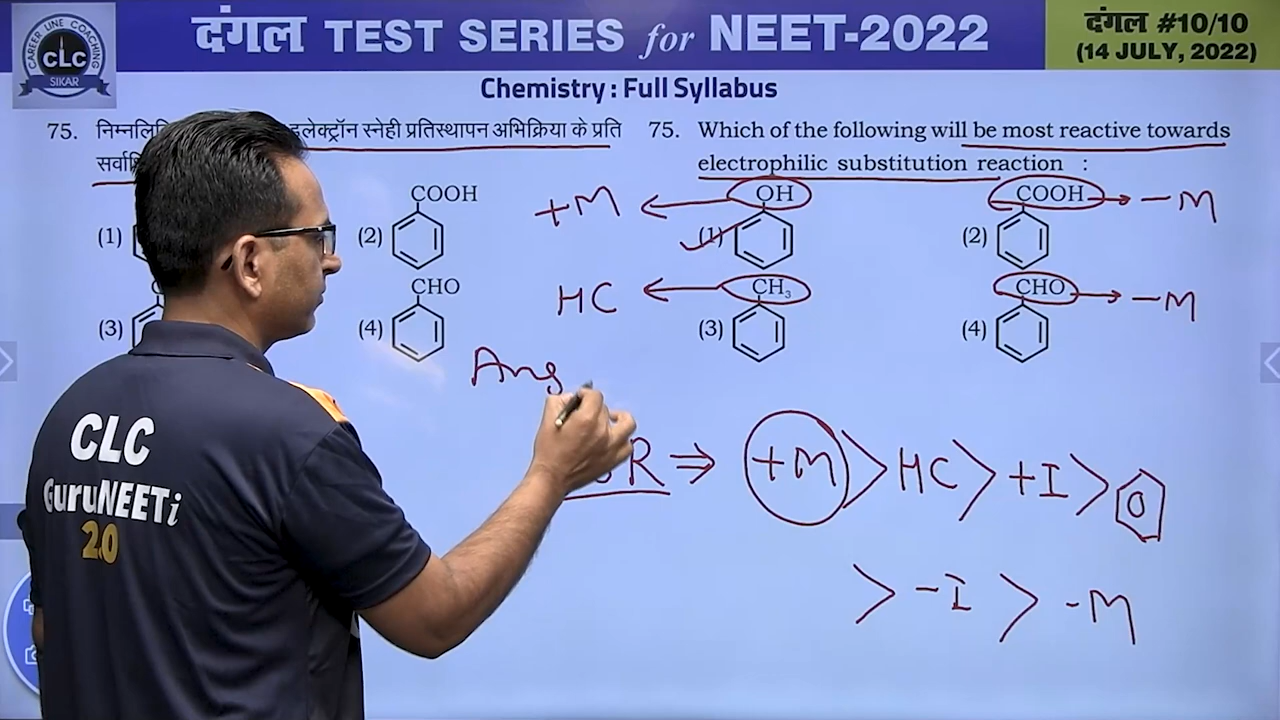 CAREER LINE COACHING
CLC
SIKAR
दंगल TEST SERIES for NEET-2022
दंगल #10/10
(14 JULY, 2022)
Chemistry : Full Syllabus
75. इलेक्ट्रॉन स्नेही प्रतिस्थापन अभिक्रिया के प्रति
(1)
(2) COOH
(3)
(4) CHO
75. Which of the following will be most reactive towards
electrophilic substitution reaction :
+M ← OH
(1)
COOH → -M
(2)
HC ← CH₃
(3)
CHO → -M
(4)
Ans
R ⇒ +M > HC > +I >
> -I > -M
CLC
GuruNEETi
2.0